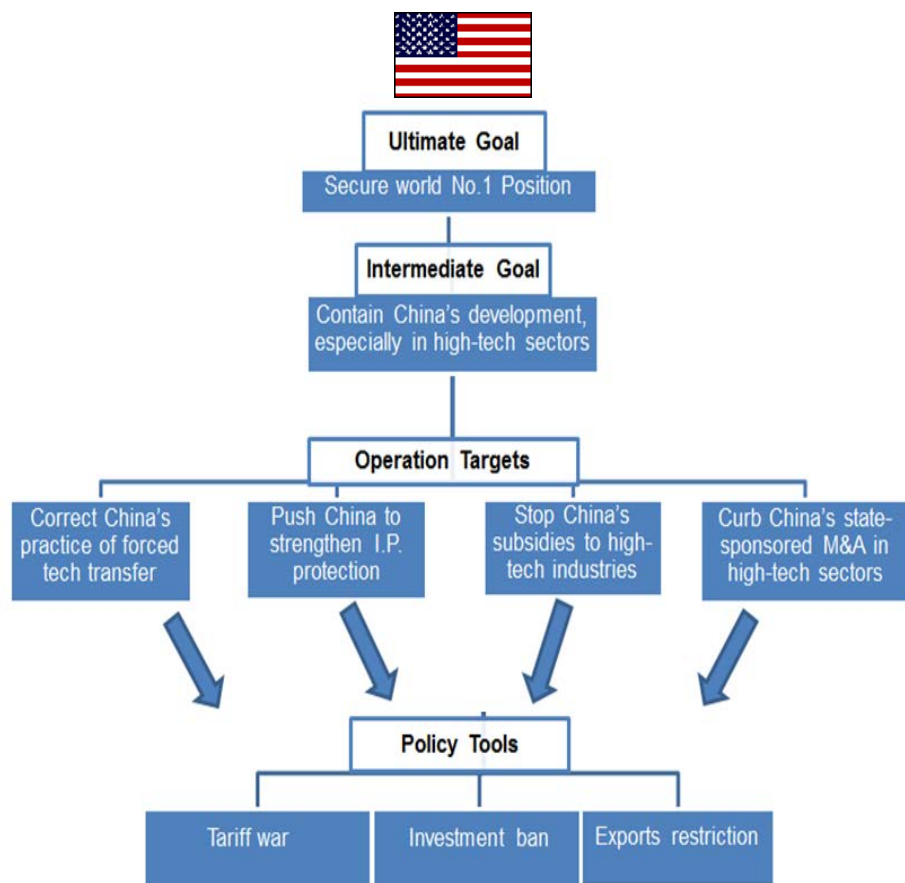 Ultimate Goal
Secure world No.1 Position
Intermediate Goal
Contain China's development,
especially in high-tech sectors
Operation Targets
Correct China's
practice of forced
tech transfer
Push China to
strengthen I.P.
protection
Stop China's
subsidies to high-
tech industries
Curb China's state-
sponsored M&A in
high-tech sectors
Policy Tools
Tariff war
Investment ban
Exports restriction